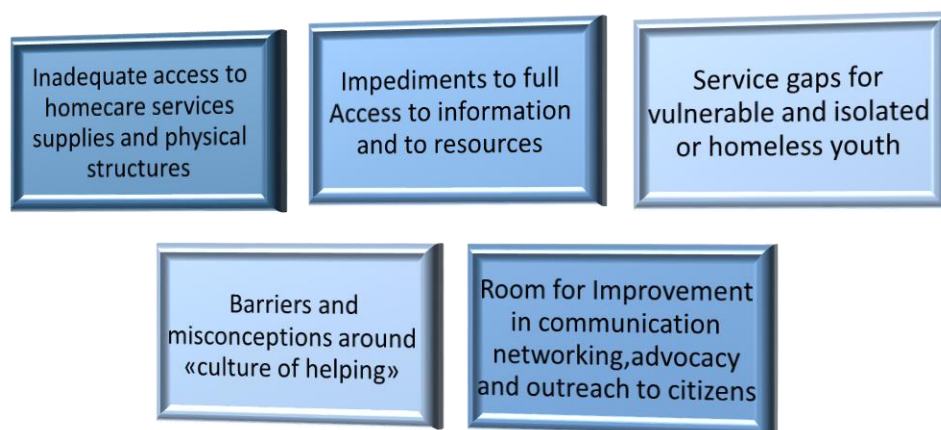 Inadequate access to
homecare services
supplies and physical
structures
Impediments to full
Access to information
and to resources
Service gaps for
vulnerable and isolated
or homeless youth
Barriers and
misconceptions around
«culture of helping»
Room for Improvement
in communication
networking,advocacy
and outreach to citizens